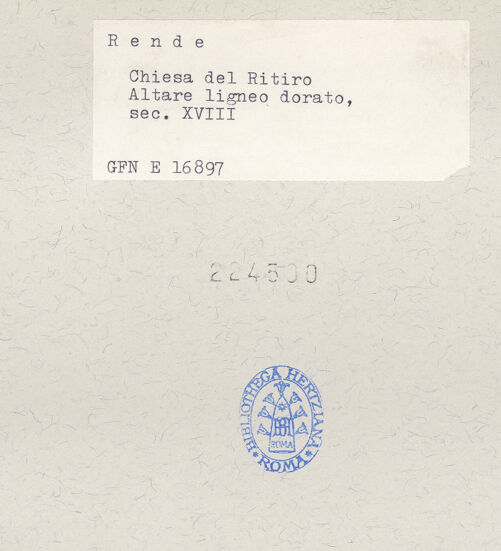 R e n d e
Chiesa del Ritiro
Altare ligneo dorato,
sec. XVIII
GFN E 16897
224500
BIBLIOTHECA HERTZIANA
ROMA
* ROMA *